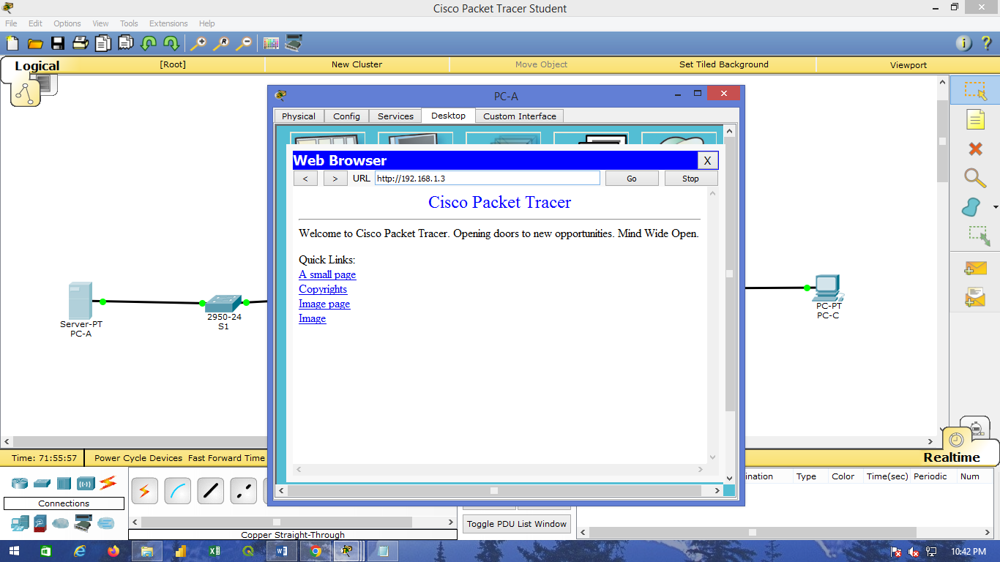 Cisco Packet Tracer Student
File Edit Options View Tools Extensions Help
Logical
[Root]
New Cluster
Move Object
Set Tiled Background
Viewport
PC-A
Physical Config Services Desktop Custom Interface
Web Browser X
< > URL http://192.168.1.3 Go Stop
Cisco Packet Tracer
Welcome to Cisco Packet Tracer. Opening doors to new opportunities. Mind Wide Open.
Quick Links:
A small page
Copyrights
Image page
Image
Server-PT
PC-A
2950-24
S1
PC-PT
PC-C
Time: 71:55:57 Power Cycle Devices Fast Forward Time
Realtime
Connections
Copper Straight-Through
Toggle PDU List Window
ination Type Color Time(sec) Periodic Num
10:42 PM